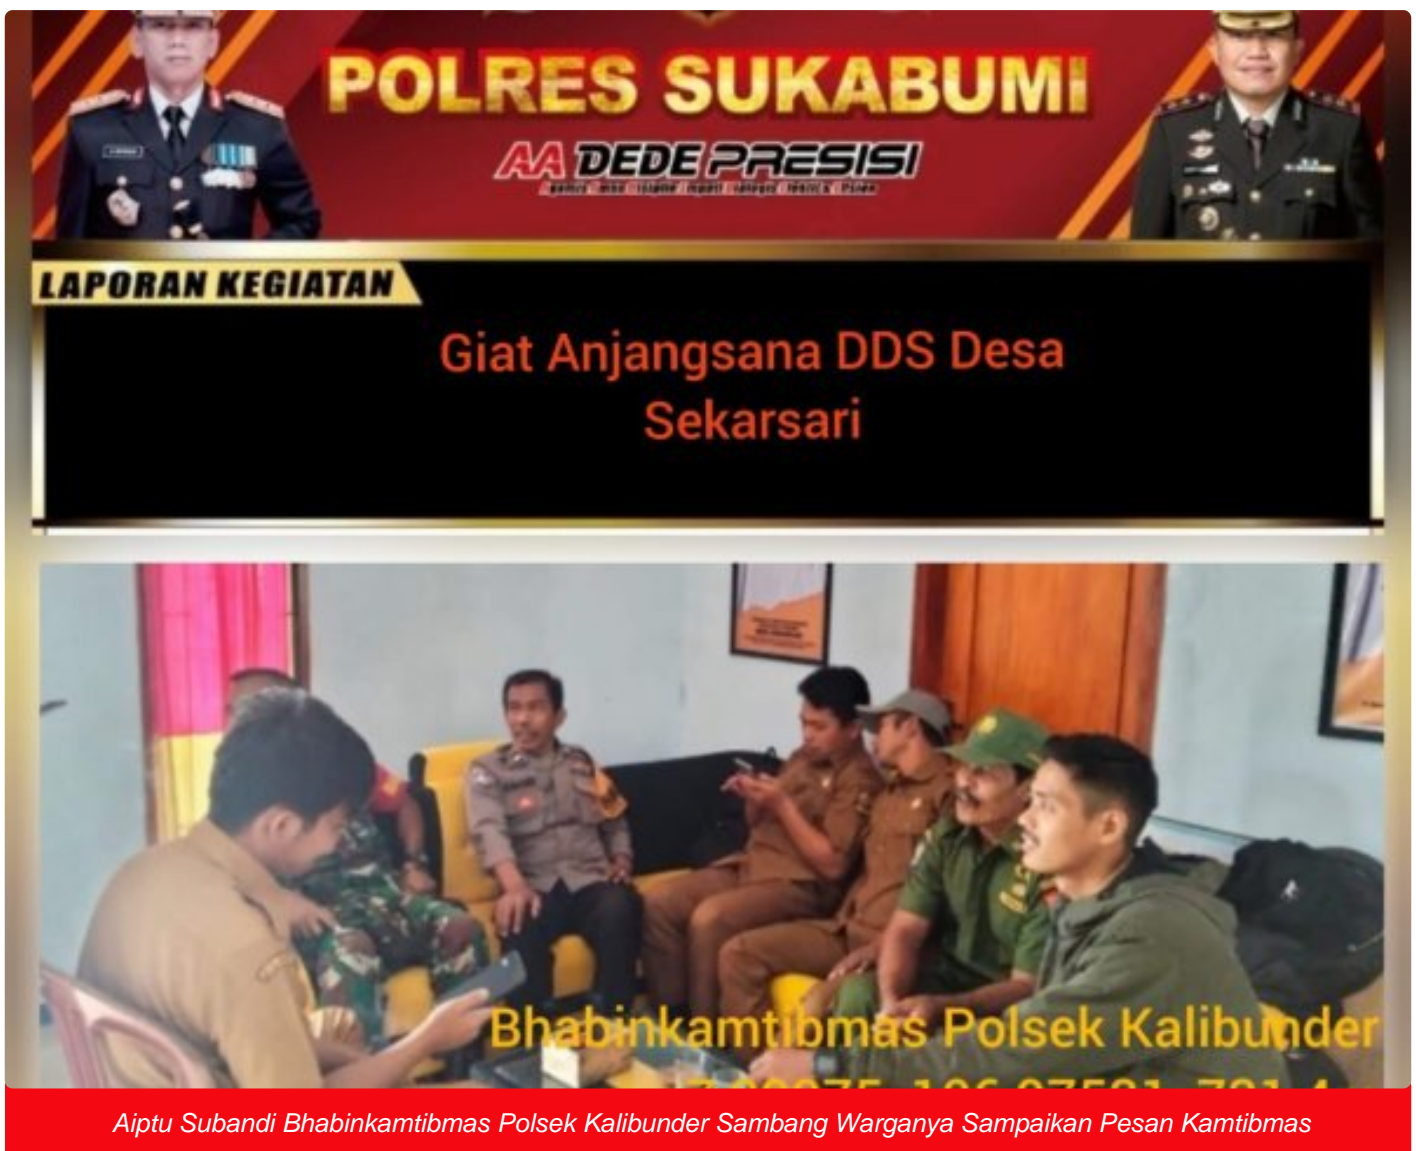 POLRES SUKABUMI
AA DEDE PRESISI
LAPORAN KEGIATAN
Giat Anjangsana DDS Desa
Sekarsari
Bhabinkamtibmas Polsek Kalibunder
Aiptu Subandi Bhabinkamtibmas Polsek Kalibunder Sambang Warganya Sampaikan Pesan Kamtibmas